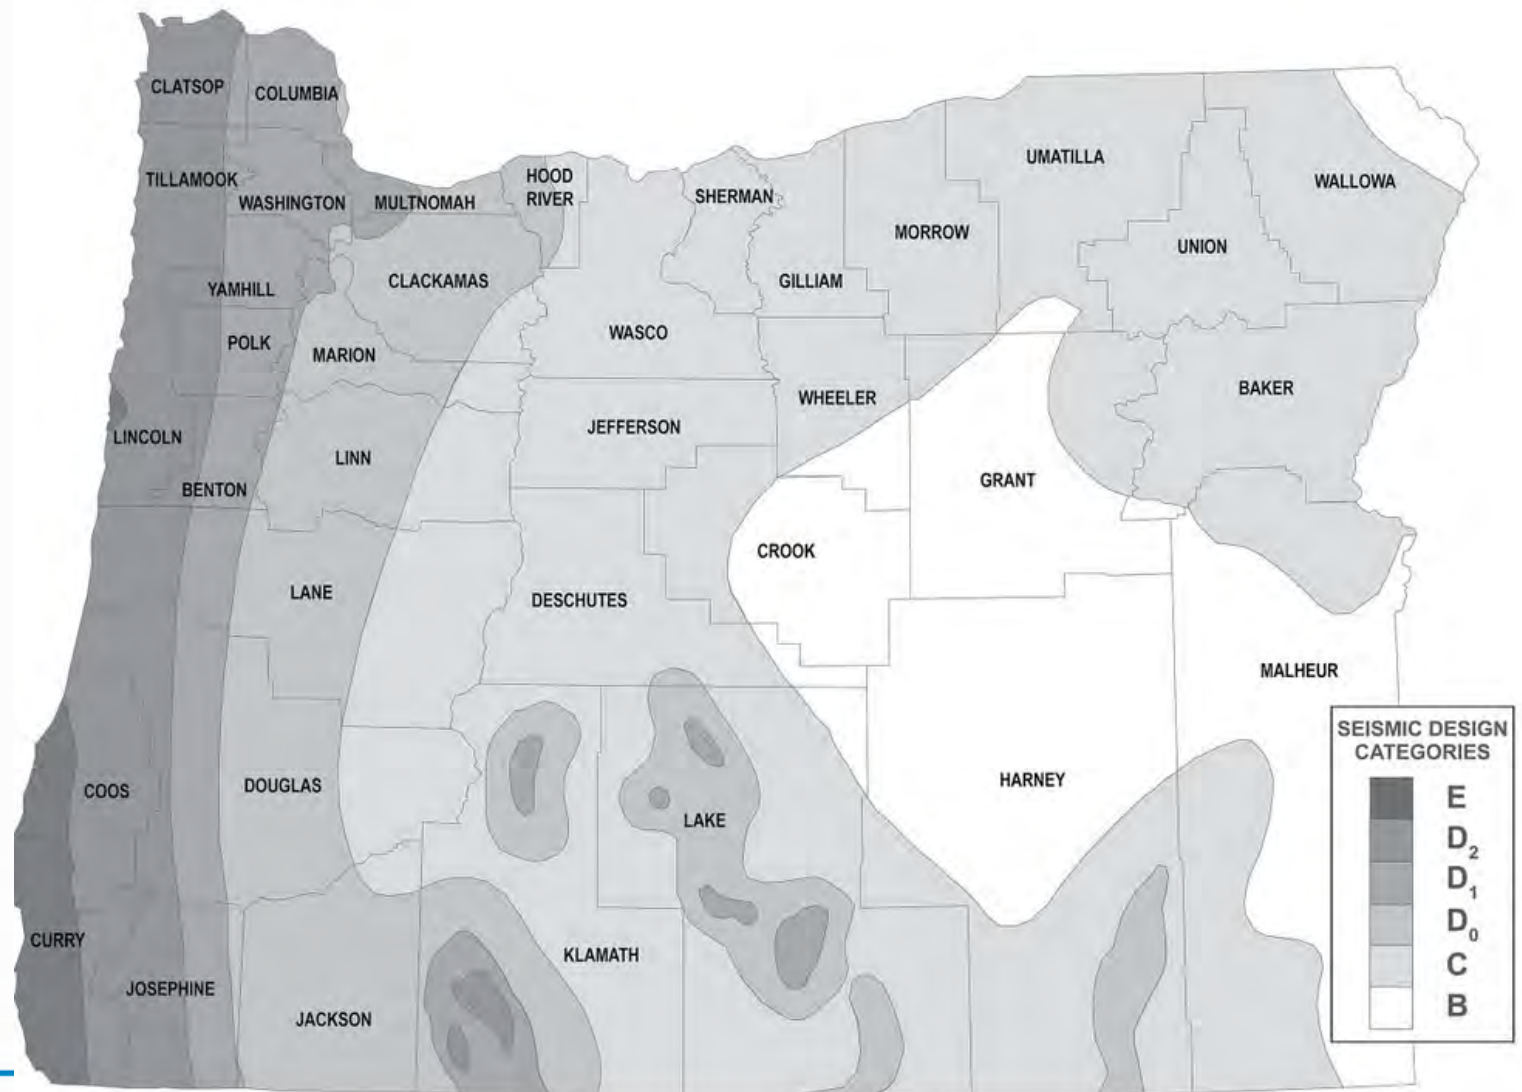 CLATSOP
COLUMBIA
TILLAMOOK
WASHINGTON
MULTNOMAH
HOOD
RIVER
SHERMAN
UMATILLA
WALLOWA
MORROW
UNION
YAMHILL
CLACKAMAS
GILLIAM
POLK
MARION
WASCO
WHEELER
BAKER
LINCOLN
LINN
JEFFERSON
BENTON
GRANT
CROOK
LANE
DESCHUTES
MALHEUR
COOS
DOUGLAS
LAKE
HARNEY
CURRY
JOSEPHINE
JACKSON
KLAMATH
SEISMIC DESIGN
CATEGORIES
E
D2
D1
D0
C
B